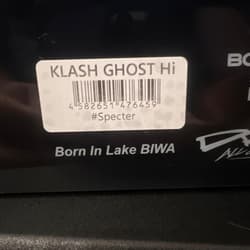 KLASH GHOST Hi
4 582651 476459
#Specter
Born In Lake BIWA